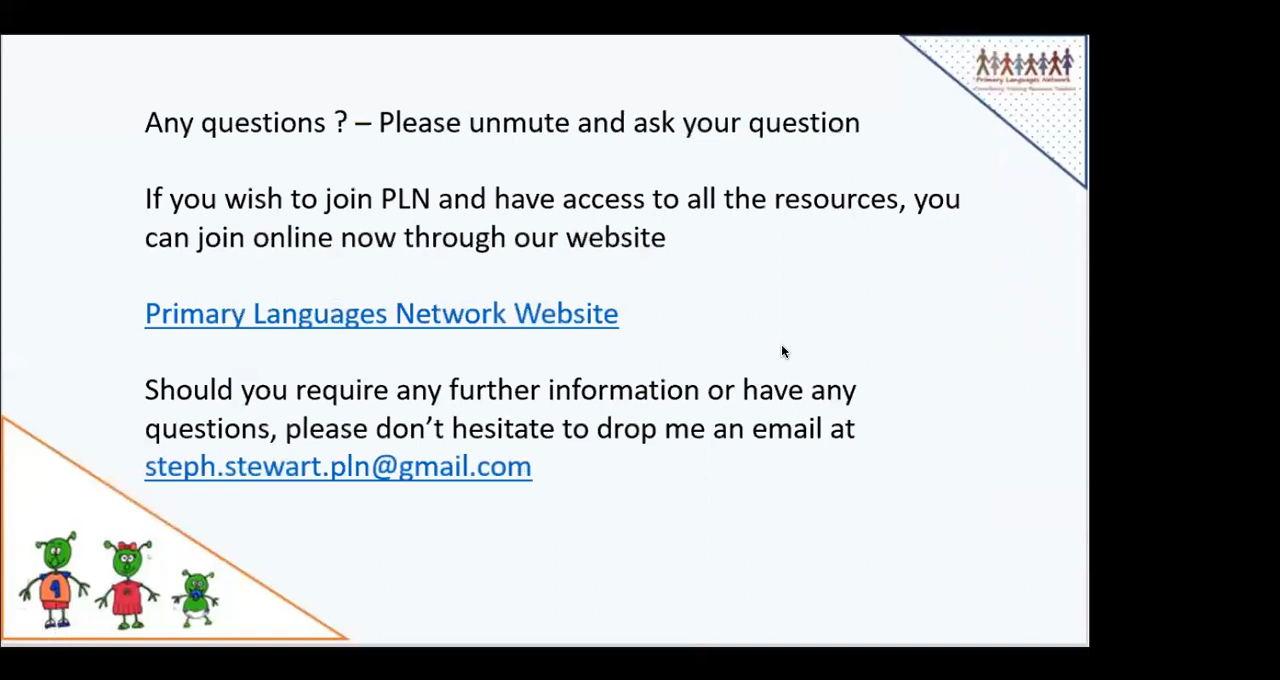 Primary Languages Network
Any questions ? – Please unmute and ask your question
If you wish to join PLN and have access to all the resources, you
can join online now through our website
Primary Languages Network Website
Should you require any further information or have any
questions, please don’t hesitate to drop me an email at
steph.stewart.pln@gmail.com